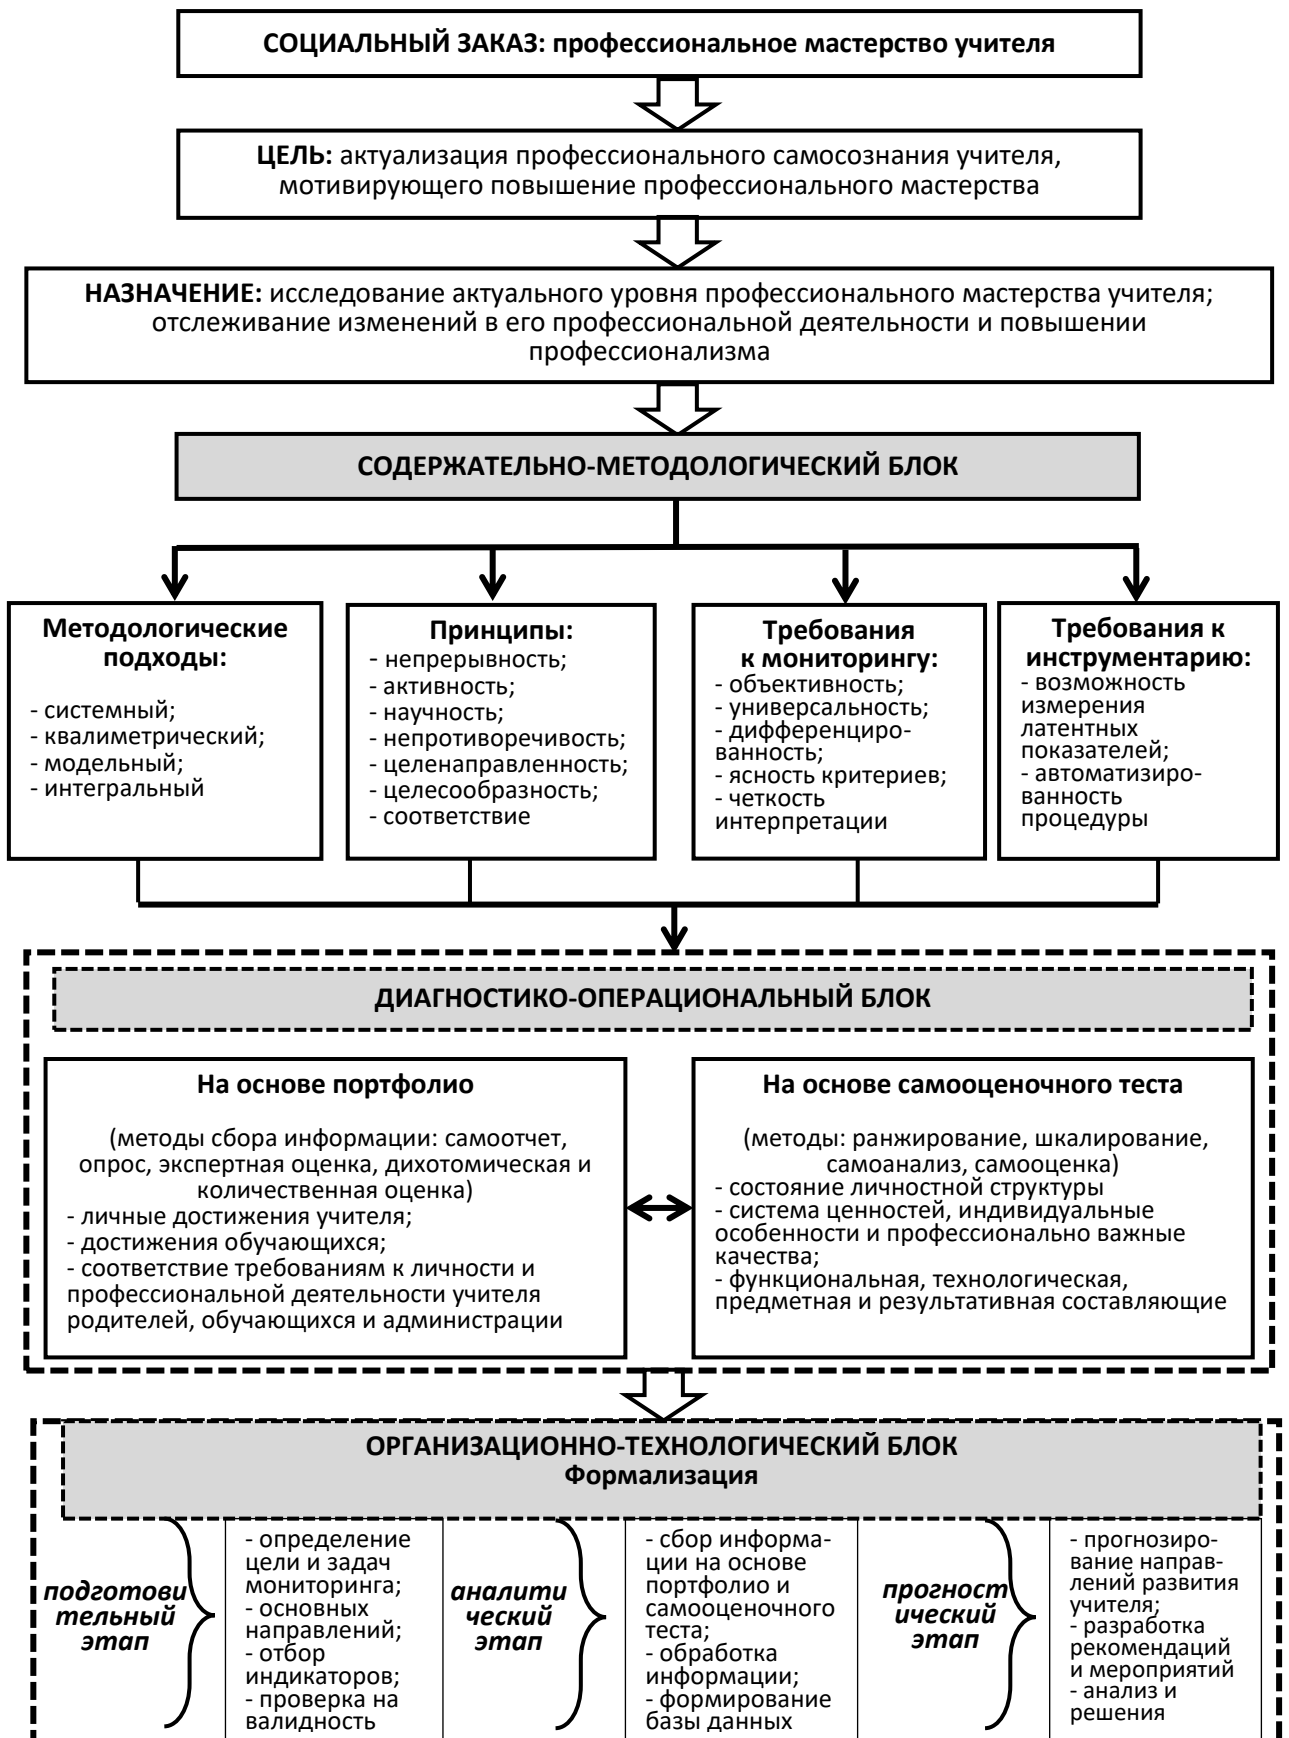 СОЦИАЛЬНЫЙ ЗАКАЗ: профессиональное мастерство учителя
ЦЕЛЬ: актуализация профессионального самосознания учителя,
мотивирующего повышение профессионального мастерства
НАЗНАЧЕНИЕ: исследование актуального уровня профессионального мастерства учителя;
отслеживание изменений в его профессиональной деятельности и повышении
профессионализма
СОДЕРЖАТЕЛЬНО-МЕТОДОЛОГИЧЕСКИЙ БЛОК
Методологические
подходы:
- системный;
- квалиметрический;
- модельный;
- интегральный
Принципы:
- непрерывность;
- активность;
- научность;
- непротиворечивость;
- целенаправленность;
- целесообразность;
- соответствие
Требования
к мониторингу:
- объективность;
- универсальность;
- дифференциро-
ванность;
- ясность критериев;
- четкость
интерпретации
Требования к
инструментарию:
- возможность
измерения
латентных
показателей;
- автоматизиро-
ванность
процедуры
ДИАГНОСТИКО-ОПЕРАЦИОНАЛЬНЫЙ БЛОК
На основе портфолио
(методы сбора информации: самоотчет,
опрос, экспертная оценка, дихотомическая и
количественная оценка)
- личные достижения учителя;
- достижения обучающихся;
- соответствие требованиям к личности и
профессиональной деятельности учителя
родителей, обучающихся и администрации
На основе самооценочного теста
(методы: ранжирование, шкалирование,
самоанализ, самооценка)
- состояние личностной структуры
- система ценностей, индивидуальные
особенности и профессионально важные
качества;
- функциональная, технологическая,
предметная и результативная составляющие
ОРГАНИЗАЦИОННО-ТЕХНОЛОГИЧЕСКИЙ БЛОК
Формализация
подготови
тельный
этап
- определение
цели и задач
мониторинга;
- основных
направлений;
- отбор
индикаторов;
- проверка на
валидность
аналити
ческий
этап
- сбор информа-
ции на основе
портфолио и
самооценочного
теста;
- обработка
информации;
- формирование
базы данных
прогност
ический
этап
- прогнозиро-
вание направ-
лений развития
учителя;
- разработка
рекомендаций
и мероприятий
- анализ и
решения